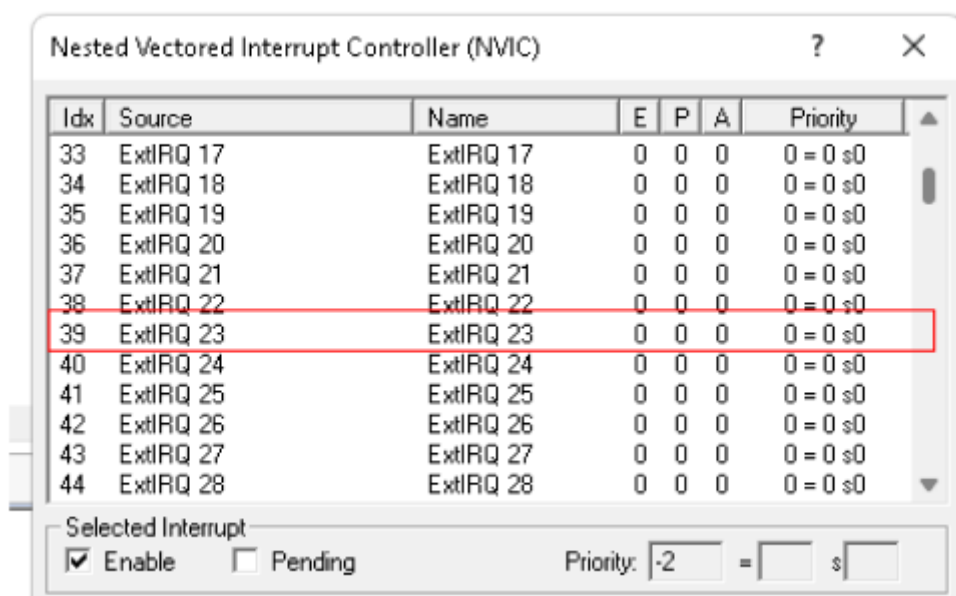 Nested Vectored Interrupt Controller (NVIC) ? ×
Idx Source Name E P A Priority
33 ExtIRQ 17 ExtIRQ 17 0 0 0 0 = 0 s0
34 ExtIRQ 18 ExtIRQ 18 0 0 0 0 = 0 s0
35 ExtIRQ 19 ExtIRQ 19 0 0 0 0 = 0 s0
36 ExtIRQ 20 ExtIRQ 20 0 0 0 0 = 0 s0
37 ExtIRQ 21 ExtIRQ 21 0 0 0 0 = 0 s0
38 ExtIRQ 22 ExtIRQ 22 0 0 0 0 = 0 s0
39 ExtIRQ 23 ExtIRQ 23 0 0 0 0 = 0 s0
40 ExtIRQ 24 ExtIRQ 24 0 0 0 0 = 0 s0
41 ExtIRQ 25 ExtIRQ 25 0 0 0 0 = 0 s0
42 ExtIRQ 26 ExtIRQ 26 0 0 0 0 = 0 s0
43 ExtIRQ 27 ExtIRQ 27 0 0 0 0 = 0 s0
44 ExtIRQ 28 ExtIRQ 28 0 0 0 0 = 0 s0
Selected Interrupt
Enable Pending Priority: -2 = s